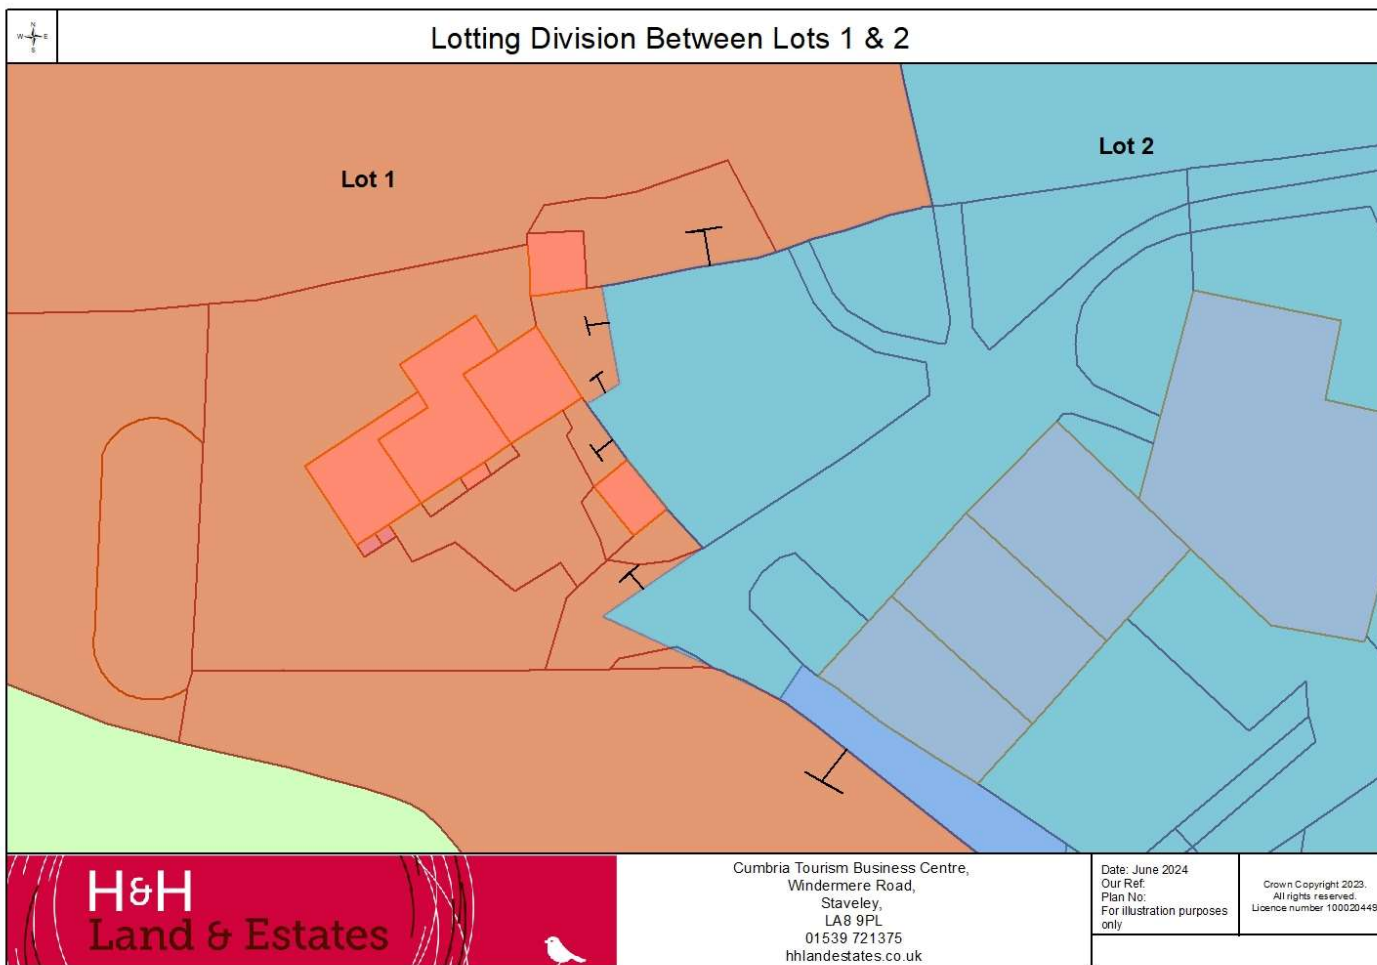 N
W E
S
Lotting Division Between Lots 1 & 2
Lot 1
Lot 2
H&H
Land & Estates
Cumbria Tourism Business Centre,
Windermere Road,
Staveley,
LA8 9PL
01539 721375
hhlandestates.co.uk
Date: June 2024
Our Ref:
Plan No:
For illustration purposes
only
Crown Copyright 2023.
All rights reserved.
Licence number 100020449